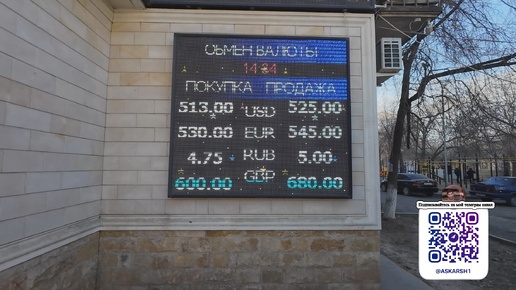 ОБМЕН ВАЛЮТЫ
14:34
ПОКУПКА ПРОДАЖА
513.00 USD 525.00
530.00 EUR 545.00
4.75 RUB 5.00
600.00 GBP 680.00
Подписывайтесь на мой телеграм канал
@ASKARSH1